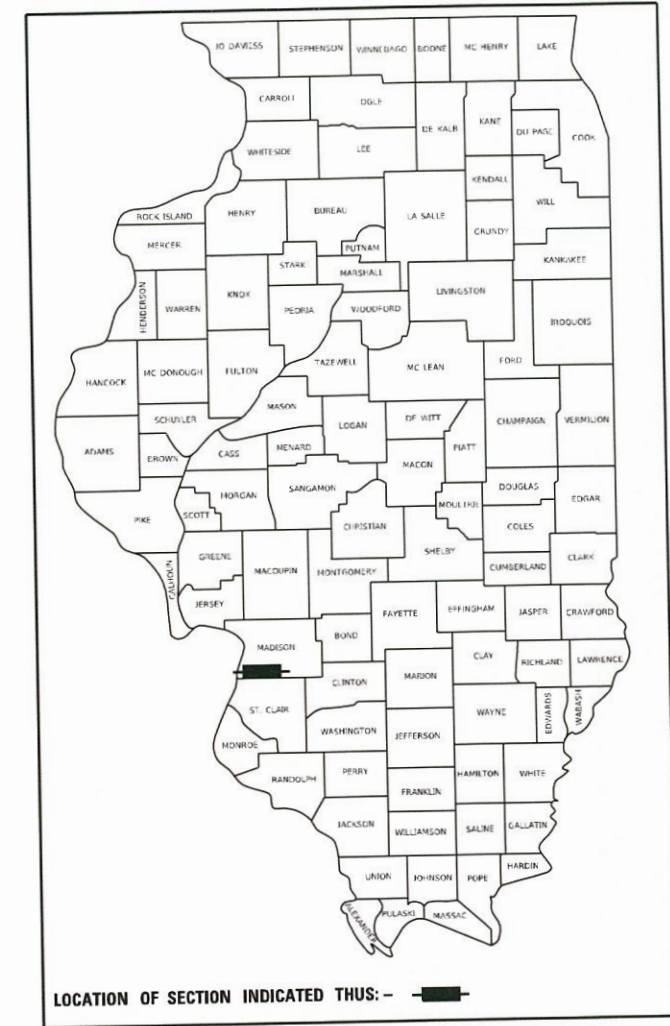 JO DAVIESS
STEPHENSON
WINNEBAGO
BOONE
MC HENRY
LAKE
CARROLL
OGLE
DE KALB
KANE
DU PAGE
COOK
WHITESIDE
LEE
KENDALL
WILL
ROCK ISLAND
HENRY
BUREAU
LA SALLE
GRUNDY
MERCER
PUTNAM
STARK
MARSHALL
KANKAKEE
HENDERSON
WARREN
KNOX
PEORIA
WOODFORD
LIVINGSTON
IROQUOIS
FORD
HANCOCK
MC DONOUGH
FULTON
TAZEWELL
MC LEAN
MASON
SCHUYLER
LOGAN
DE WITT
CHAMPAIGN
VERMILION
ADAMS
BROWN
CASS
MENARD
PIATT
MACON
MORGAN
SANGAMON
DOUGLAS
EDGAR
PIKE
SCOTT
MOULTRIE
CHRISTIAN
COLES
GREENE
MACOUPIN
MONTGOMERY
SHELBY
CUMBERLAND
CLARK
CALHOUN
JERSEY
FAYETTE
EFFINGHAM
JASPER
CRAWFORD
MADISON
BOND
CLAY
RICHLAND
LAWRENCE
CLINTON
MARION
ST. CLAIR
WAYNE
EDWARDS
WABASH
MONROE
WASHINGTON
JEFFERSON
RANDOLPH
PERRY
HAMILTON
WHITE
FRANKLIN
JACKSON
WILLIAMSON
SALINE
GALLATIN
UNION
JOHNSON
POPE
HARDIN
ALEXANDER
PULASKI
MASSAC
LOCATION OF SECTION INDICATED THUS: –